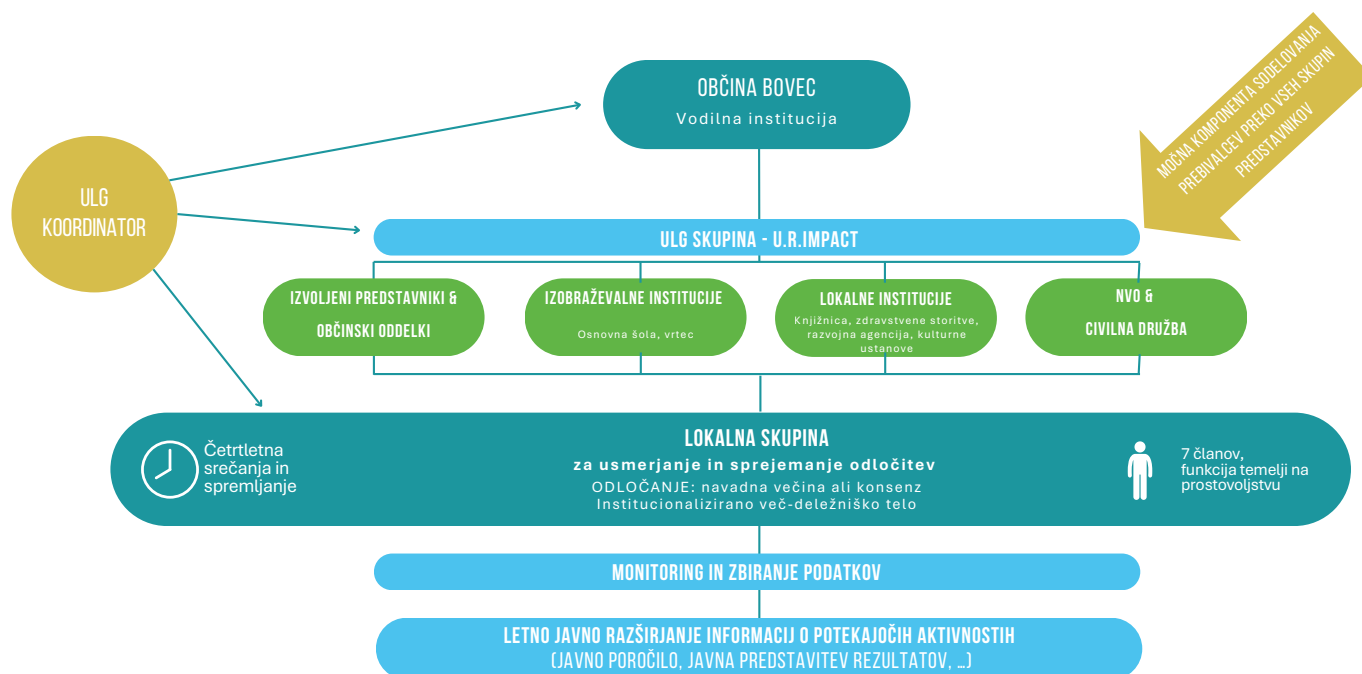 OBČINA BOVEC
Vodilna institucija
MOČNA KOMPONENTA SODELOVANJA
PREBIVALCEV PREKO VSEH SKUPIN
PREDSTAVNIKOV
ULG
KOORDINATOR
ULG SKUPINA - U.R.IMPACT
IZVOLJENI PREDSTAVNIKI &
OBČINSKI ODDELKI
IZOBRAŽEVALNE INSTITUCIJE
Osnovna šola, vrtec
LOKALNE INSTITUCIJE
Knjižnica, zdravstvene storitve,
razvojna agencija, kulturne
ustanove
NVO &
CIVILNA DRUŽBA
Četrtletna
srečanja in
spremljanje
LOKALNA SKUPINA
za usmerjanje in sprejemanje odločitev
ODLOČANJE: navadna večina ali konsenz
Institucionalizirano več-deležniško telo
7 članov,
funkcija temelji na
prostovoljstvu
MONITORING IN ZBIRANJE PODATKOV
LETNO JAVNO RAZŠIRJANJE INFORMACIJ O POTEKAJOČIH AKTIVNOSTIH
(JAVNO POROČILO, JAVNA PREDSTAVITEV REZULTATOV, ...)